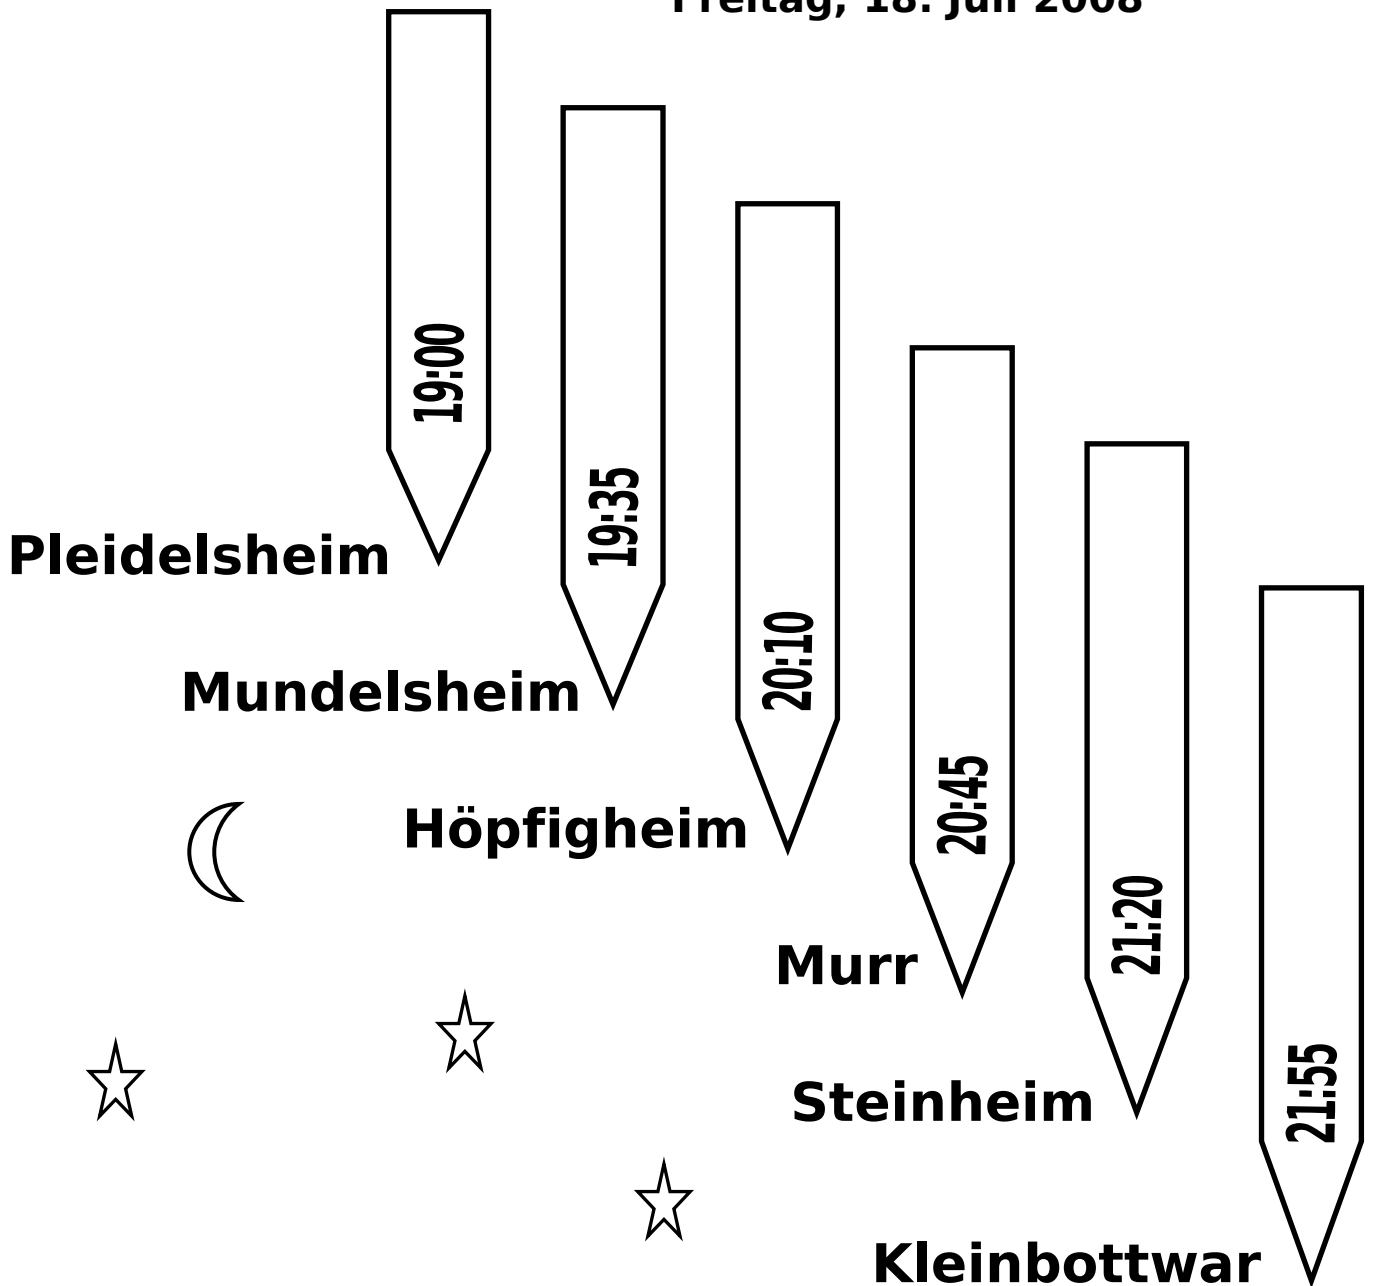 Freitag, 18. Juli 2008
19:00
Pleidelsheim
19:35
Mundelsheim
20:10
Höpfigheim
20:45
Murr
21:20
Steinheim
21:55
Kleinbottwar